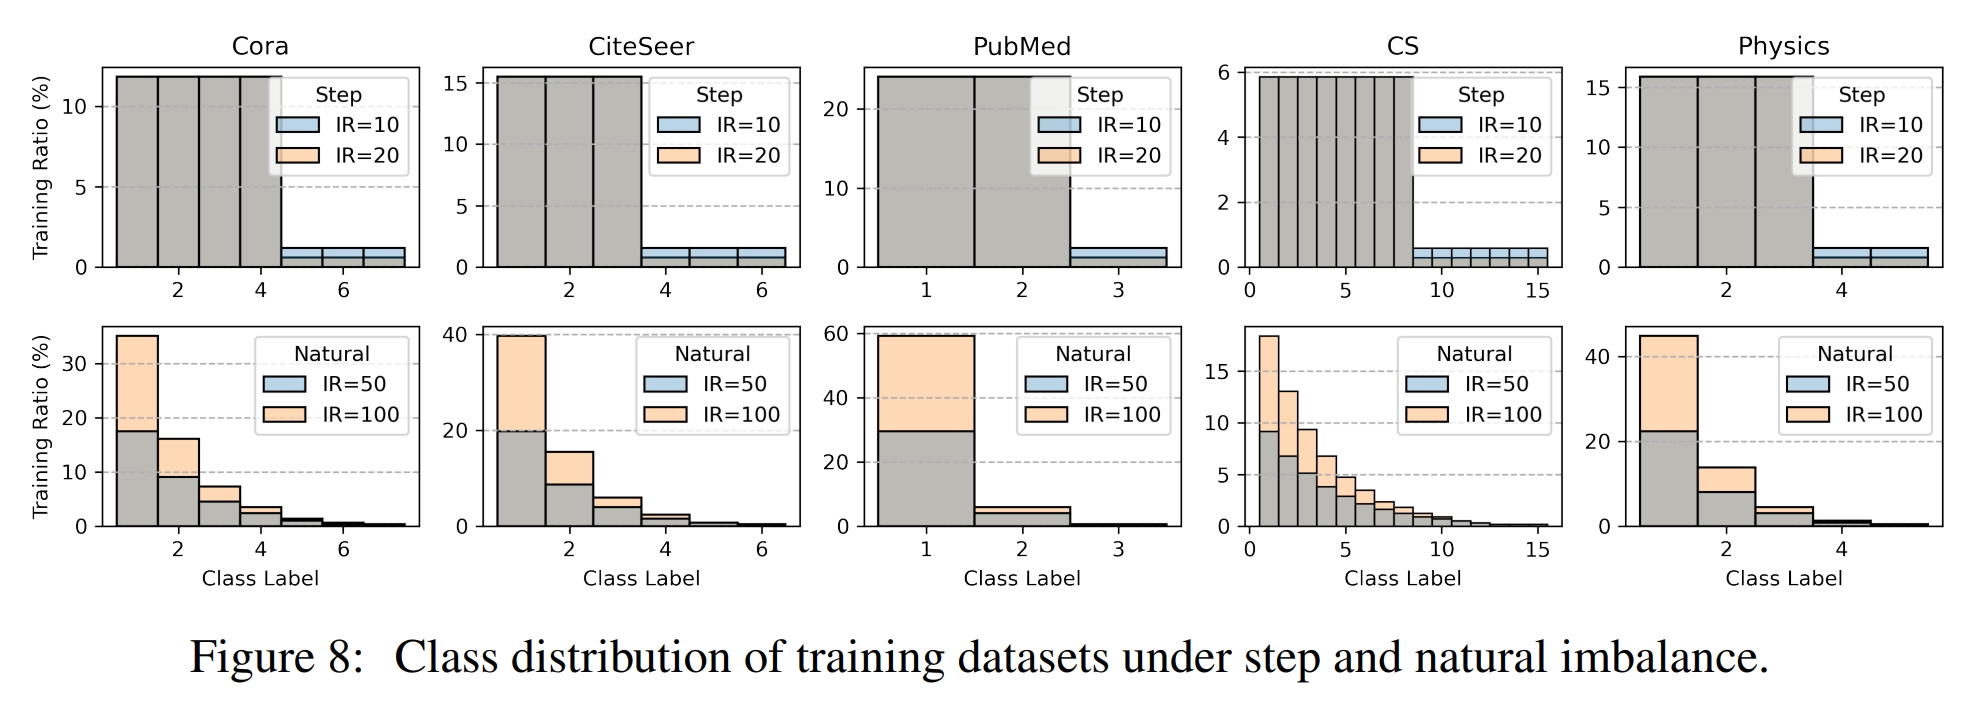 Cora
CiteSeer
PubMed
CS
Physics
Training Ratio (%)
10
5
0
2
4
6
Step
IR=10
IR=20
15
10
5
0
2
4
6
Step
IR=10
IR=20
20
10
0
1
2
3
Step
IR=10
IR=20
6
4
2
0
0
5
10
15
Step
IR=10
IR=20
15
10
5
0
2
4
Step
IR=10
IR=20
Training Ratio (%)
30
20
10
0
2
4
6
Class Label
Natural
IR=50
IR=100
40
20
0
2
4
6
Class Label
Natural
IR=50
IR=100
60
40
20
0
1
2
3
Class Label
Natural
IR=50
IR=100
15
10
5
0
0
5
10
15
Class Label
Natural
IR=50
IR=100
40
20
0
2
4
Class Label
Natural
IR=50
IR=100
Figure 8: Class distribution of training datasets under step and natural imbalance.